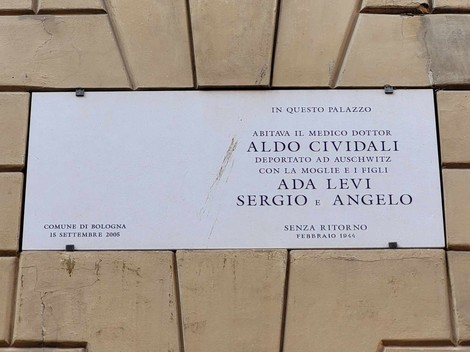 IN QUESTO PALAZZO
ABITAVA IL MEDICO DOTTOR
ALDO CIVIDALI
DEPORTATO AD AUSCHWITZ
CON LA MOGLIE E I FIGLI
ADA LEVI
SERGIO E ANGELO
SENZA RITORNO
FEBBRAIO 1944
COMUNE DI BOLOGNA
15 SETTEMBRE 2005